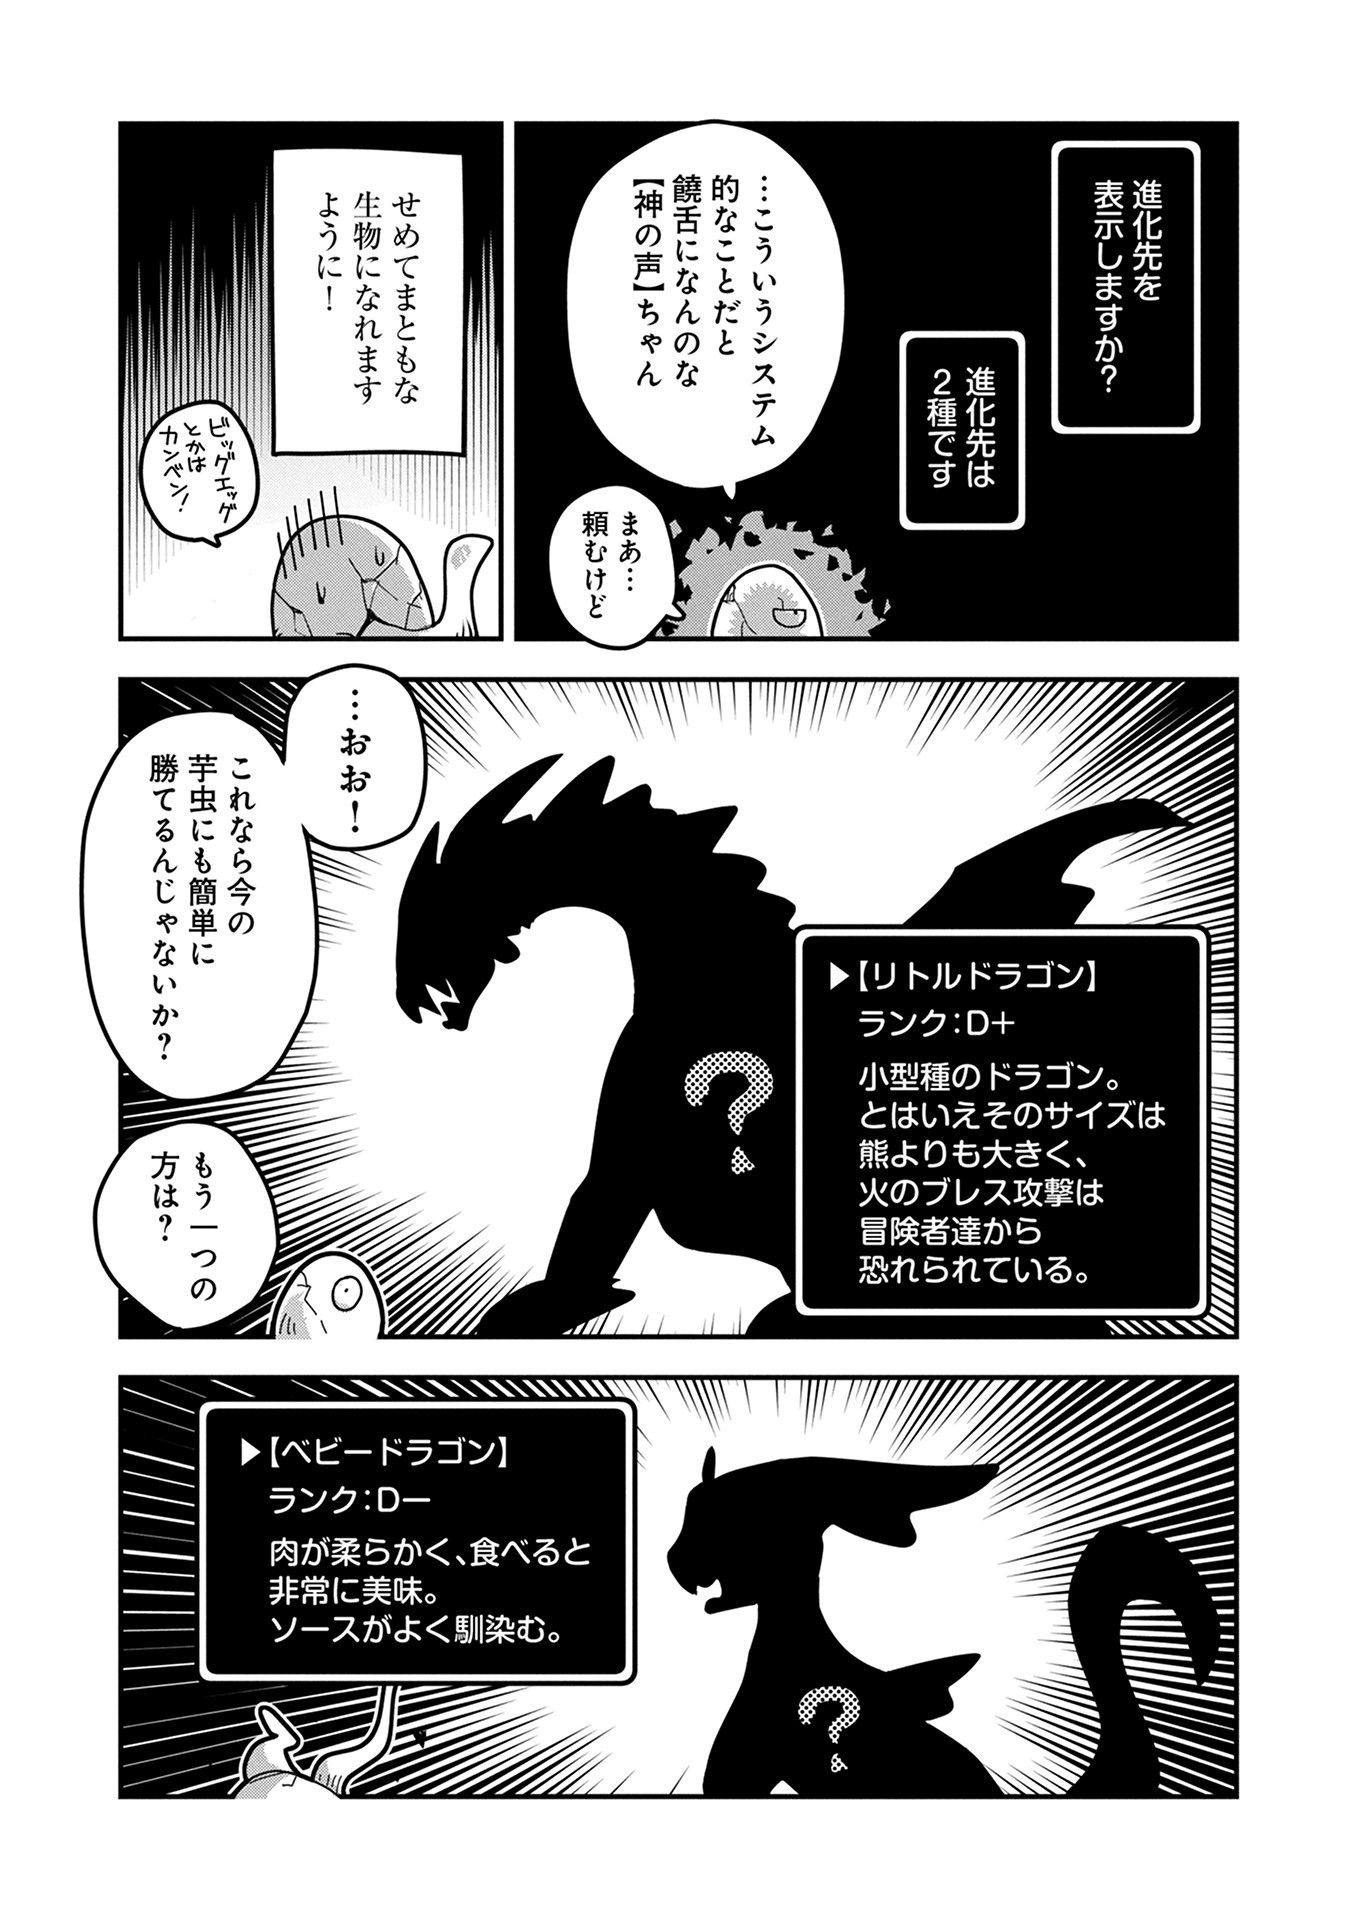 進化先を
表示しますか?
進化先は
2種です
…こういうシステム
的なことだと
饒舌になんのな
【神の声】ちゃん
まあ…
頼むけど
せめてまともな
生物になれます
ように!
ビッグエッグ
とかは
カンベン!
…おお!
これなら今の
芋虫にも簡単に
勝てるんじゃないか?
▶【リトルドラゴン】
ランク:D+
小型種のドラゴン。
とはいえそのサイズは
熊よりも大きく、
火のブレス攻撃は
冒険者達から
恐れられている。
?
もう一つの
方は?
▶【ベビードラゴン】
ランク:D−
肉が柔らかく、食べると
非常に美味。
ソースがよく馴染む。
?